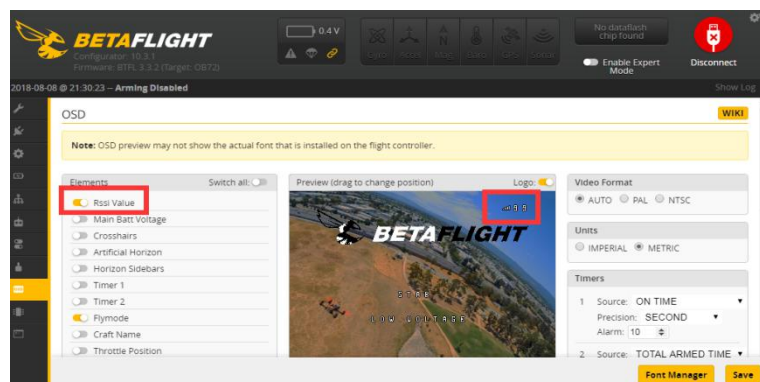 BETAFLIGHT
Configurator: 10.3.1
Firmware: BTFL 3.3.2 (Target: OB72)
0.4 V
No dataflash
chip found
Enable Expert
Mode
Disconnect
2018-08-08 @ 21:30:23 -- Arming Disabled
Show Log
OSD
WIKI
Note: OSD preview may not show the actual font that is installed on the flight controller.
Elements
Switch all:
Rssi Value
Main Batt Voltage
Crosshairs
Artificial Horizon
Horizon Sidebars
Timer 1
Timer 2
Flymode
Craft Name
Throttle Position
Preview (drag to change position)
Logo:
99
BETAFLIGHT
STAB
LOW VOLTAGE
Video Format
AUTO PAL NTSC
Units
IMPERIAL METRIC
Timers
1 Source: ON TIME
Precision: SECOND
Alarm: 10
2 Source: TOTAL ARMED TIME
Font Manager
Save